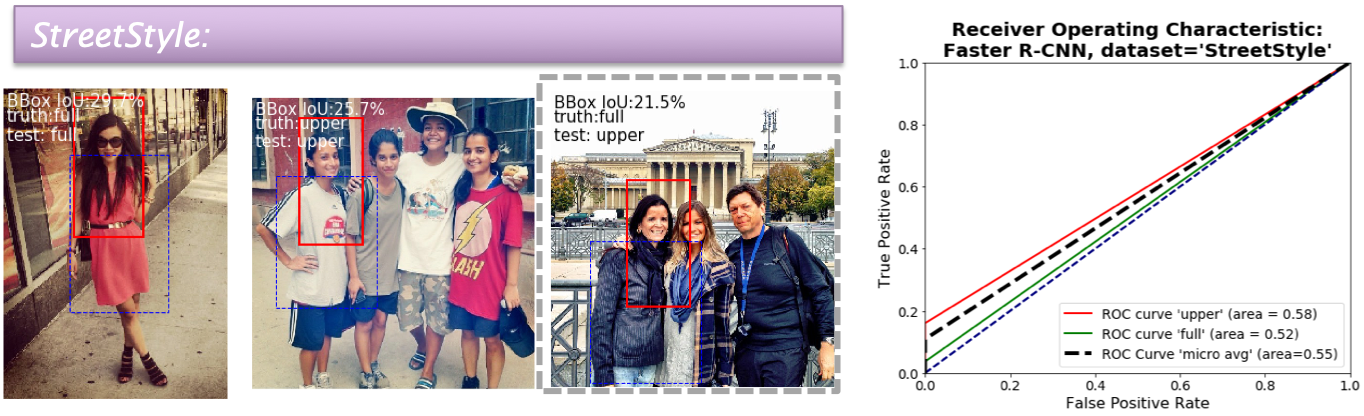 StreetStyle:
BBox IoU:29.7%
truth:full
test: full
BBox IoU:25.7%
truth:upper
test: upper
BBox IoU:21.5%
truth:full
test: upper
LASH
Receiver Operating Characteristic:
Faster R-CNN, dataset='StreetStyle'
True Positive Rate
1.0
0.8
0.6
0.4
0.2
0.0
ROC curve 'upper' (area = 0.58)
ROC curve 'full' (area = 0.52)
ROC Curve 'micro avg' (area=0.55)
0.0 0.2 0.4 0.6 0.8 1.0
False Positive Rate